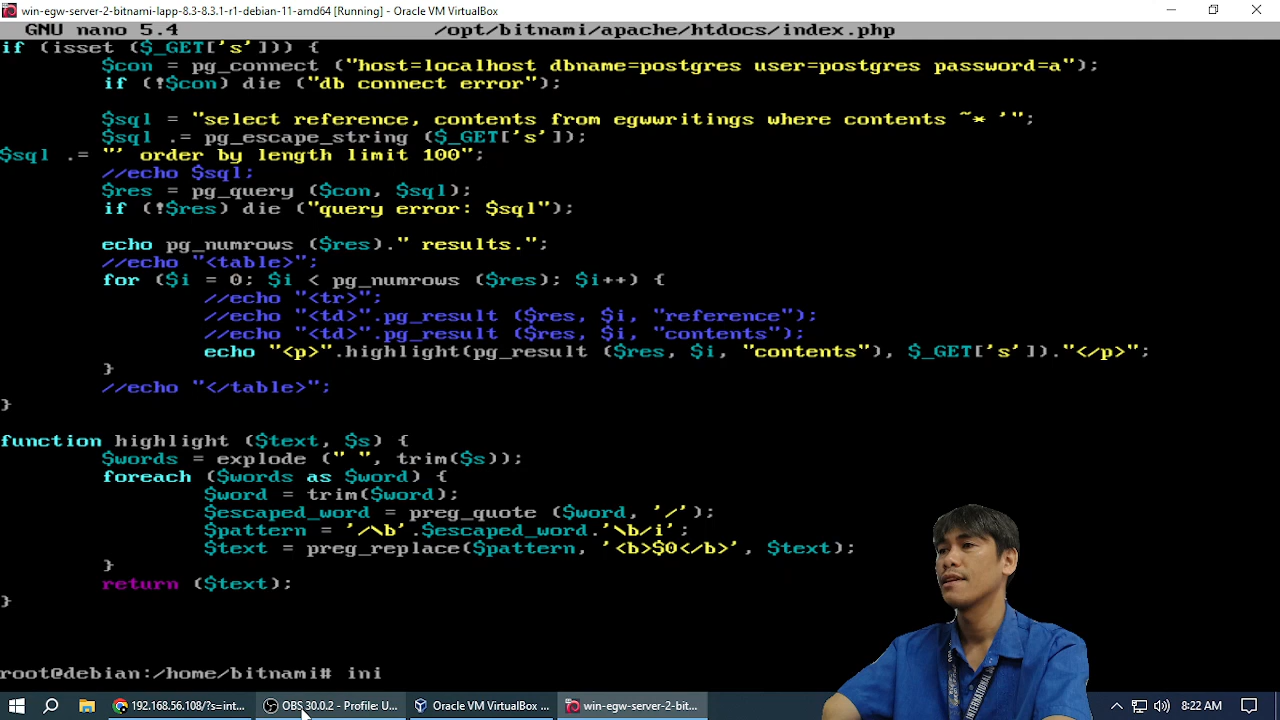 win-egw-server-2-bitnami-lapp-8.3-8.3.1-r1-debian-11-amd64 [Running] - Oracle VM VirtualBox
GNU nano 5.4 /opt/bitnami/apache/htdocs/index.php
if (isset ($_GET['s'])) {
$con = pg_connect ("host=localhost dbname=postgres user=postgres password=a");
if (!$con) die ("db connect error");
$sql = "select reference, contents from egwwritings where contents ~* '";
$sql .= pg_escape_string ($_GET['s']);
$sql .= "' order by length limit 100";
//echo $sql;
$res = pg_query ($con, $sql);
if (!$res) die ("query error: $sql");
echo pg_numrows ($res)." results.";
//echo "<table>";
for ($i = 0; $i < pg_numrows ($res); $i++) {
//echo "<tr>";
//echo "<td>".pg_result ($res, $i, "reference");
//echo "<td>".pg_result ($res, $i, "contents");
echo "<p>".highlight(pg_result ($res, $i, "contents"), $_GET['s'])."</p>";
}
//echo "</table>";
}
function highlight ($text, $s) {
$words = explode (" ", trim($s));
foreach ($words as $word) {
$word = trim($word);
$escaped_word = preg_quote ($word, '/');
$pattern = '/\b'.$escaped_word.'\b/i';
$text = preg_replace($pattern, '<b>$0</b>', $text);
}
return ($text);
}
root@debian:/home/bitnami# ini
192.168.56.108/?s=int... OBS 30.0.2 - Profile: U... Oracle VM VirtualBox ... win-egw-server-2-bit... 8:22 AM